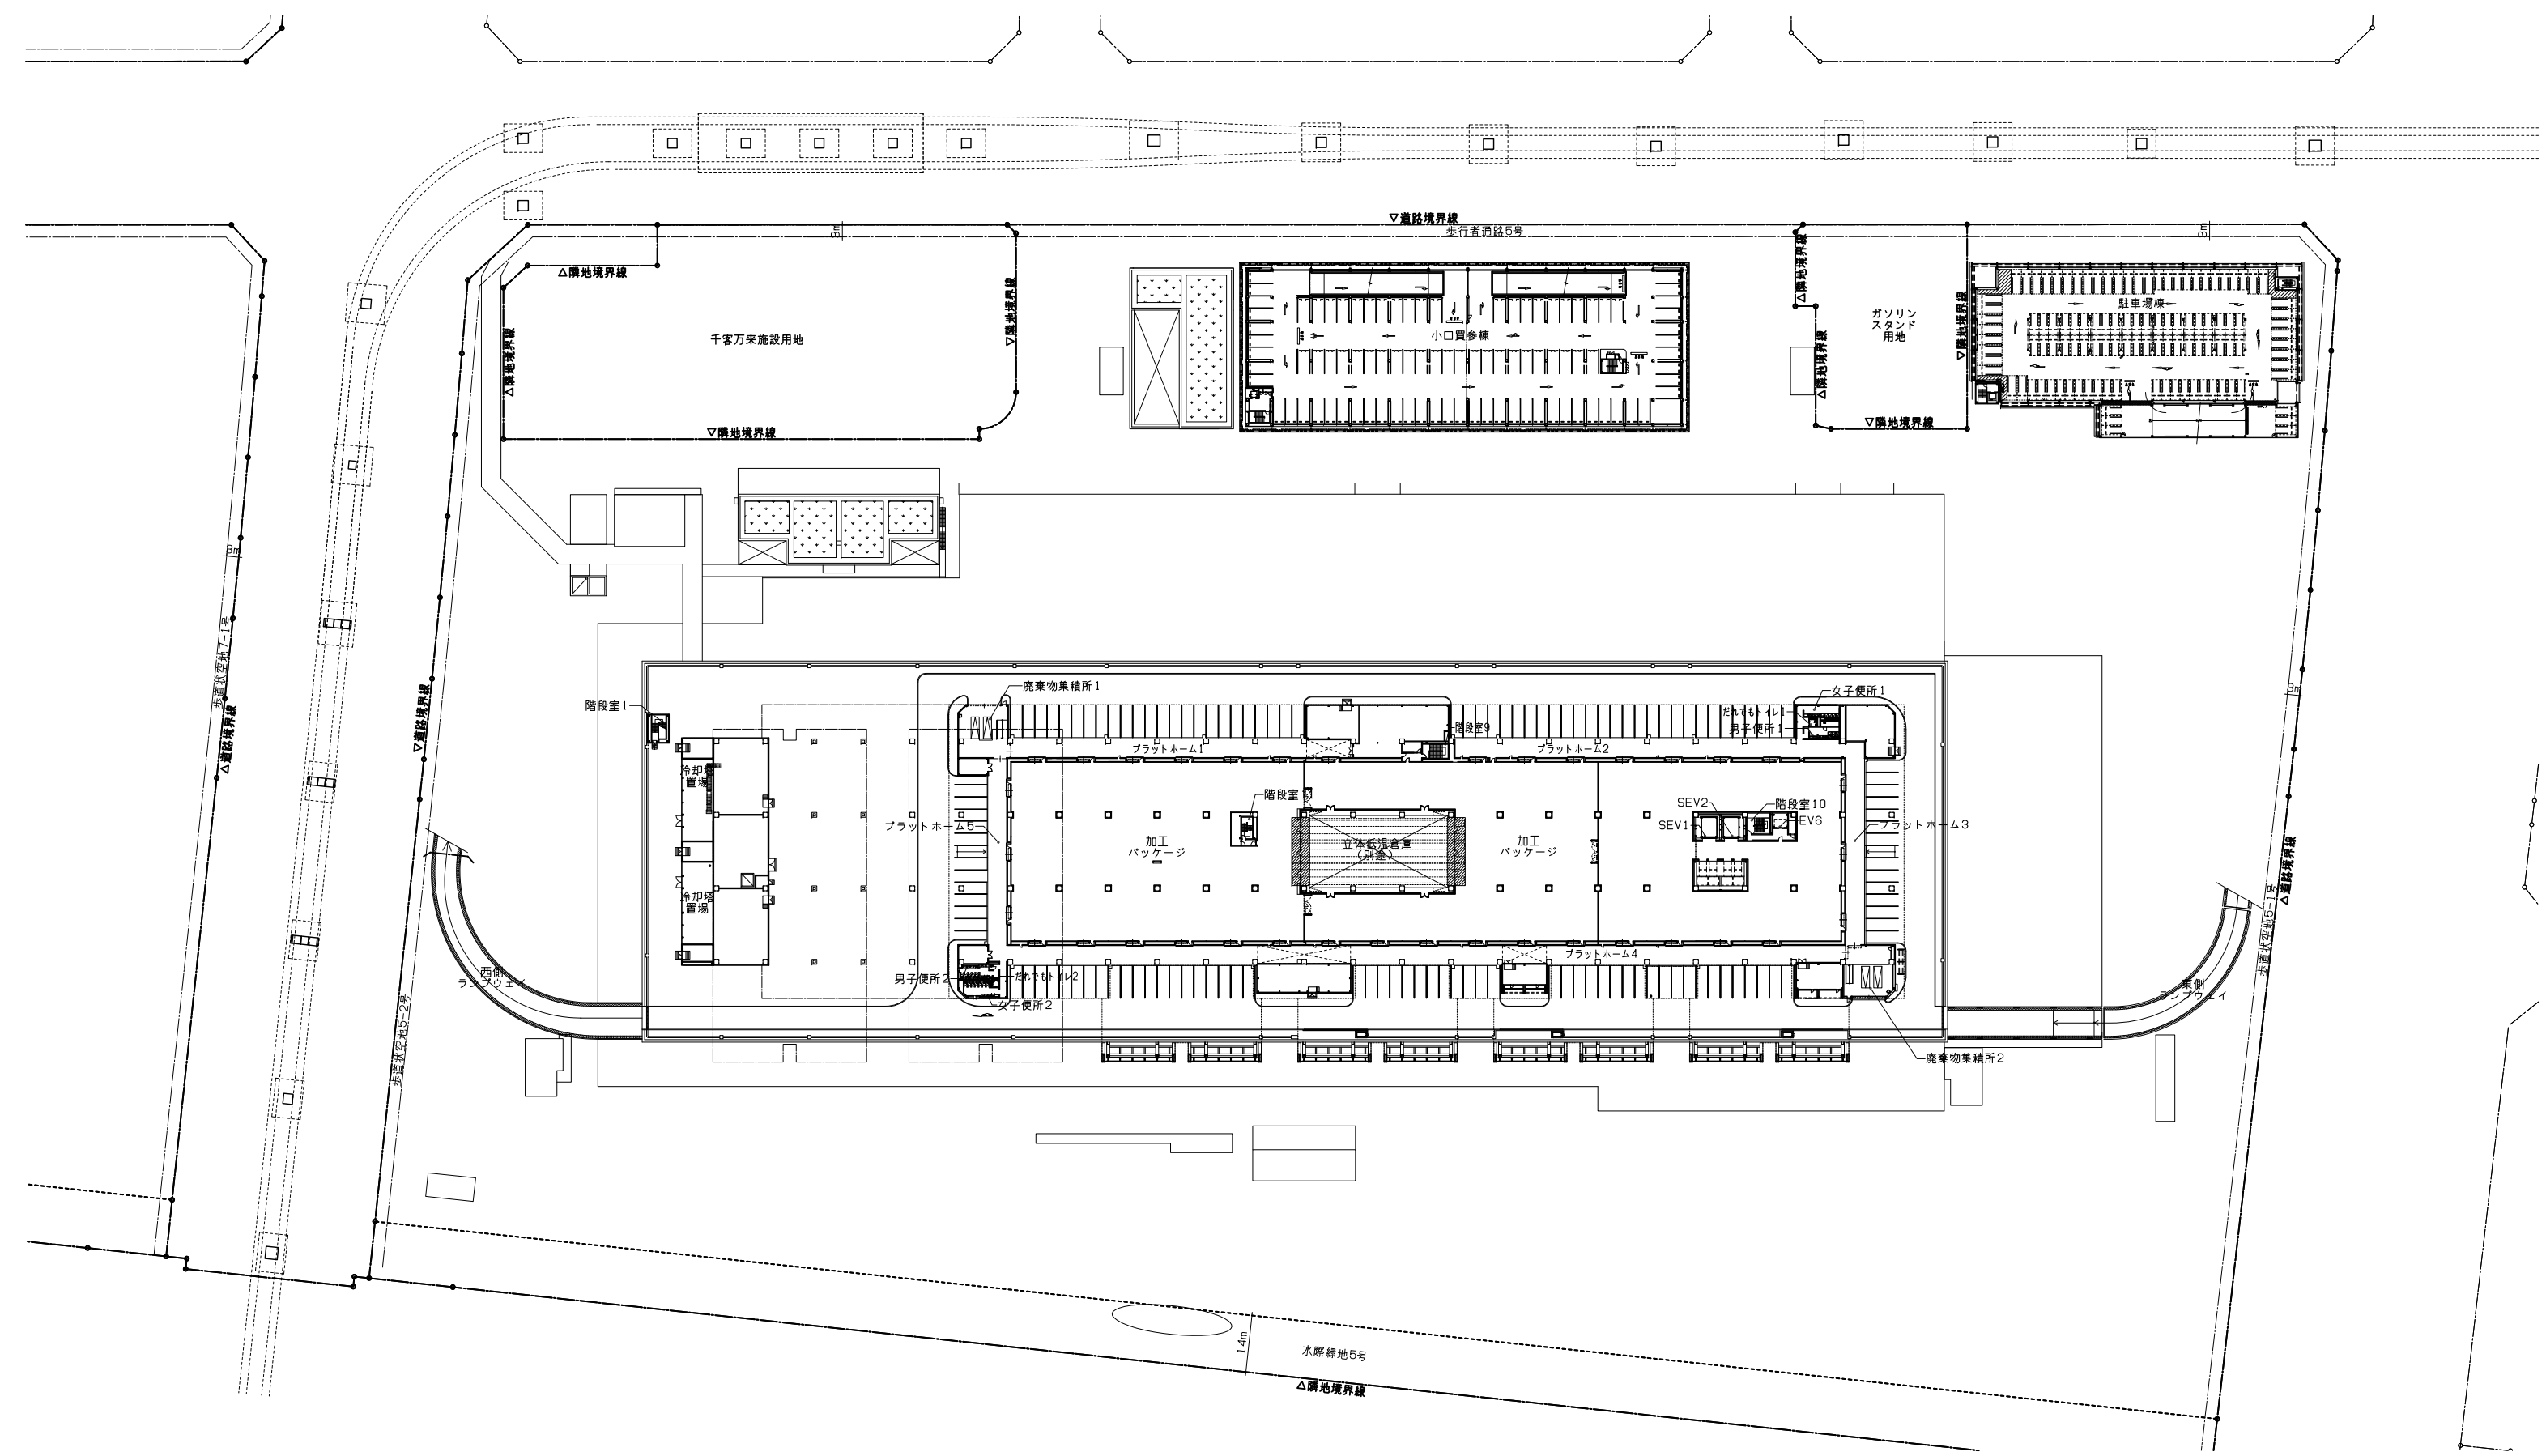 ▽道路境界線
歩行者通路5号
3m
3m
△隣地境界線
△隣地境界線
▽隣地境界線
千客万来施設用地
▽隣地境界線
小口買参棟
△隣地境界線
△隣地境界線
ガソリン
スタンド
用地
▽隣地境界線
▽隣地境界線
駐車場棟
3m
歩道状空地7-1号
△道路境界線
▽道路境界線
歩道状空地5-2号
3m
△道路境界線
歩道状空地5-1号
階段室1
廃棄物集積所1
階段室9
女子便所1
だれでもトイレ1
男子便所1
プラットホーム1
プラットホーム2
冷却塔
置場
冷却塔
置場
プラットホーム5
加工
パッケージ
階段室11
立体低温倉庫
(別途)
加工
パッケージ
SEV2
SEV1
階段室10
EV6
プラットホーム3
プラットホーム4
男子便所2
だれでもトイレ2
女子便所2
西側
ランプウェイ
東側
ランプウェイ
廃棄物集積所2
14m
水際緑地5号
△隣地境界線